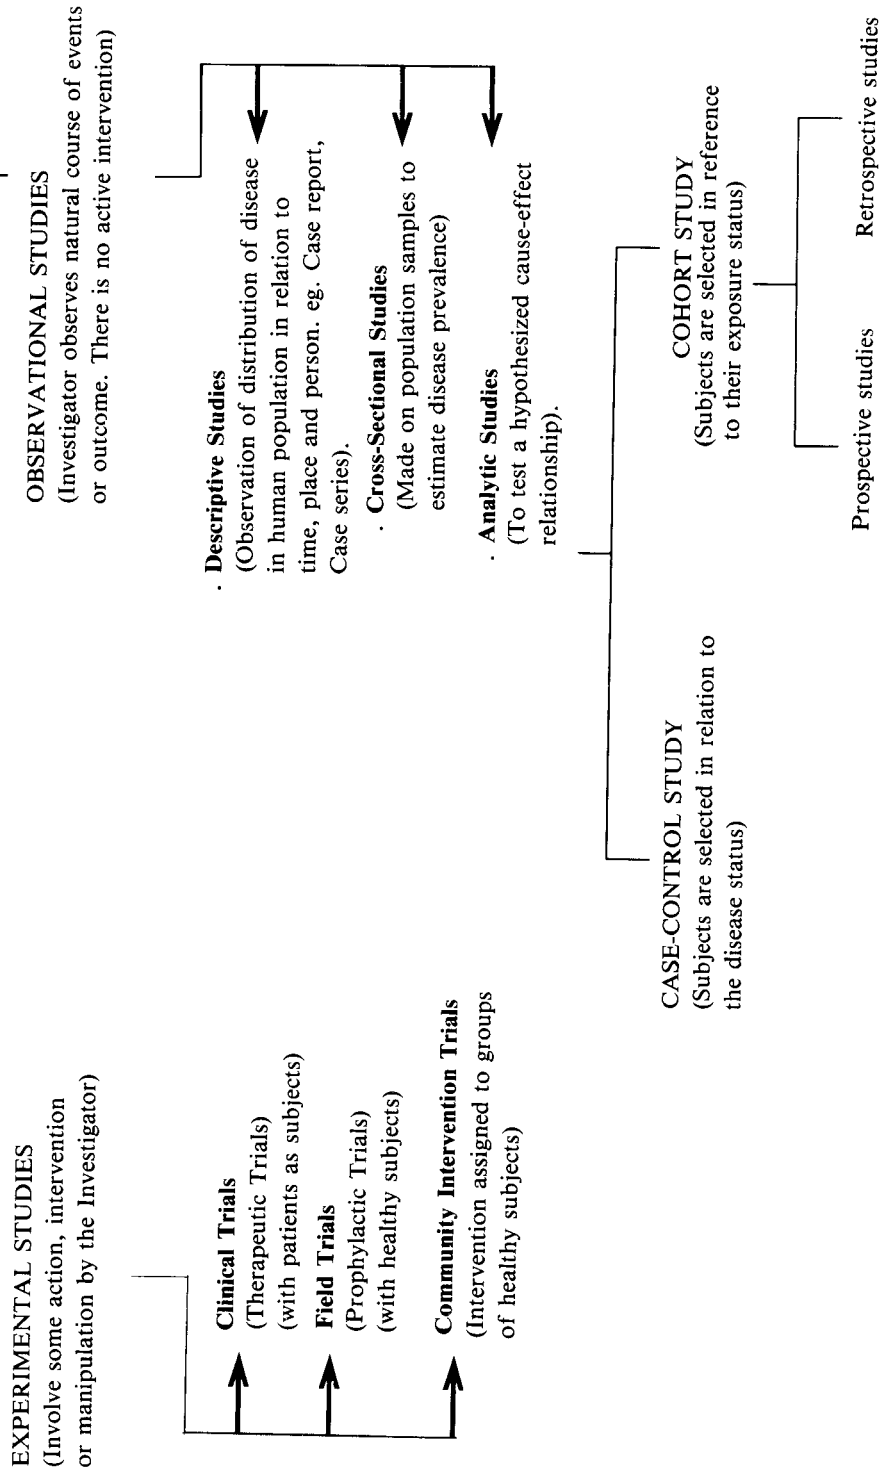 EXPERIMENTAL STUDIES
(Involve some action, intervention
or manipulation by the Investigator)
Clinical Trials
(Therapeutic Trials)
(with patients as subjects)
Field Trials
(Prophylactic Trials)
(with healthy subjects)
Community Intervention Trials
(Intervention assigned to groups
of healthy subjects)
OBSERVATIONAL STUDIES
(Investigator observes natural course of events
or outcome. There is no active intervention)
. Descriptive Studies
(Observation of distribution of disease
in human population in relation to
time, place and person. eg. Case report,
Case series).
. Cross-Sectional Studies
(Made on population samples to
estimate disease prevalence)
. Analytic Studies
(To test a hypothesized cause-effect
relationship).
CASE-CONTROL STUDY
(Subjects are selected in relation to
the disease status)
COHORT STUDY
(Subjects are selected in reference
to their exposure status)
Prospective studies
Retrospective studies